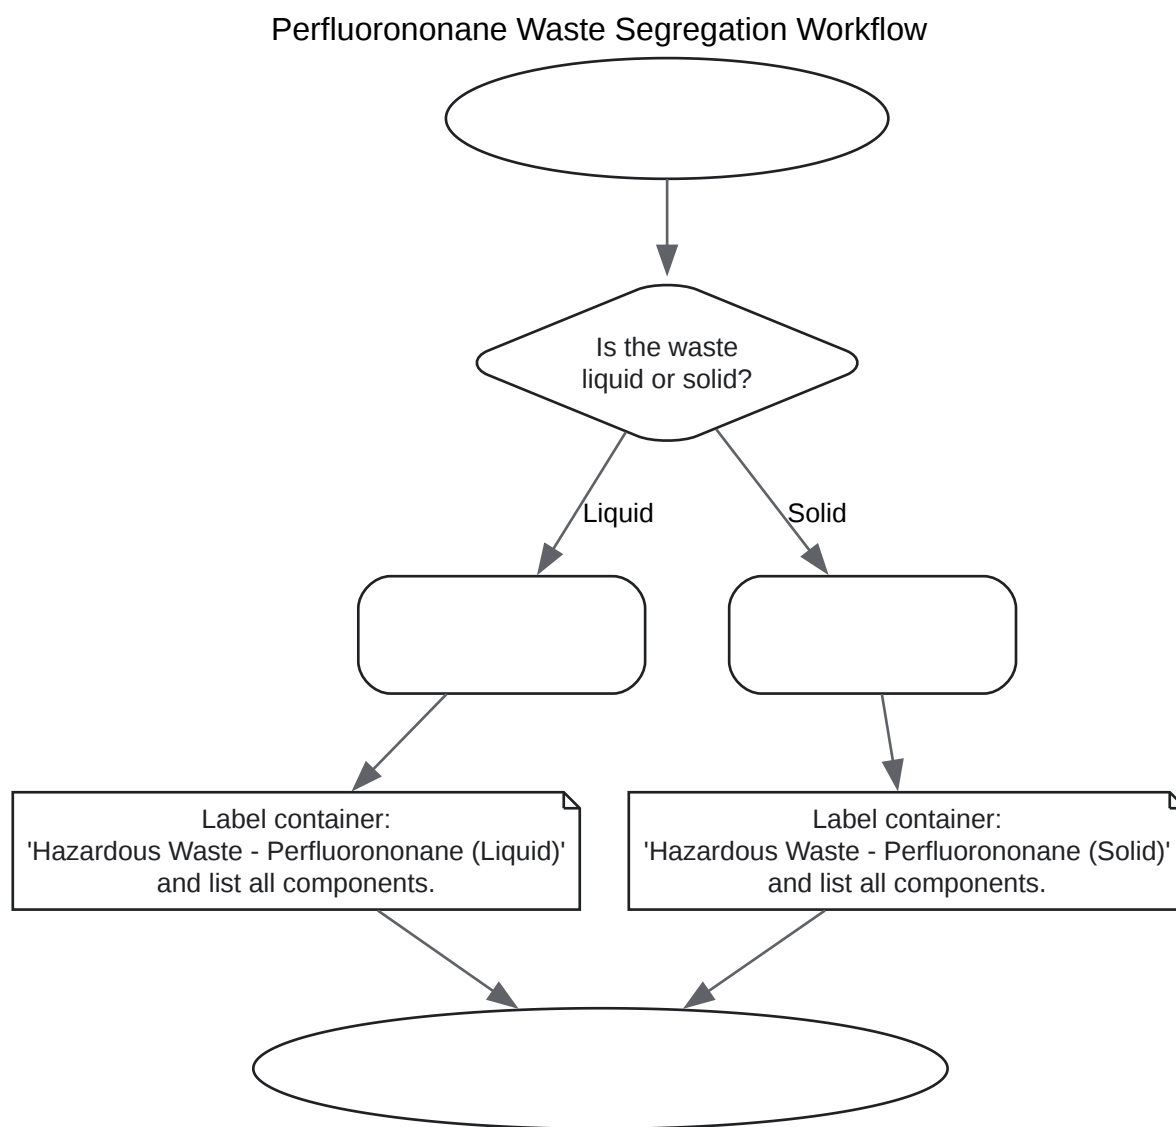 Perfluorononane Waste Segregation Workflow
Is the waste
liquid or solid?
Liquid
Solid
Label container:
'Hazardous Waste - Perfluorononane (Liquid)'
and list all components.
Label container:
'Hazardous Waste - Perfluorononane (Solid)'
and list all components.